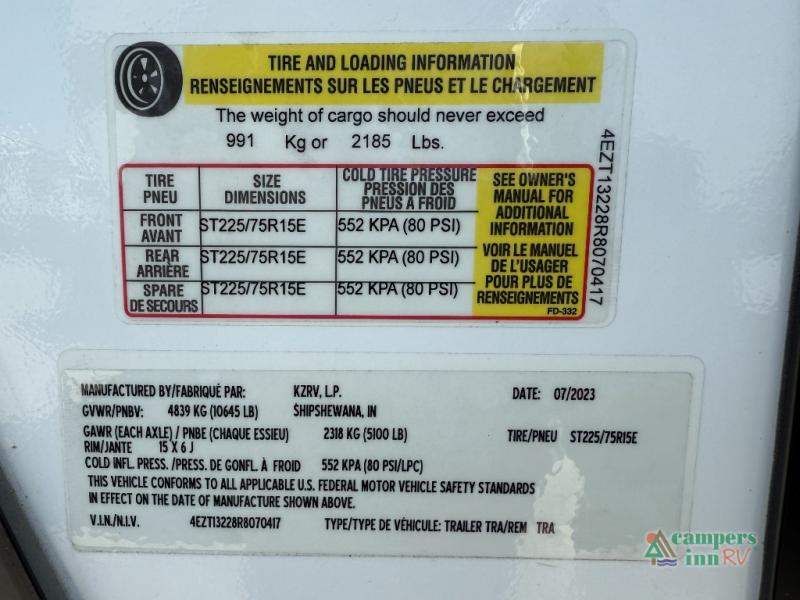 TIRE AND LOADING INFORMATION
RENSEIGNEMENTS SUR LES PNEUS ET LE CHARGEMENT
The weight of cargo should never exceed
991 Kg or 2185 Lbs.
TIRE
PNEU
SIZE
DIMENSIONS
COLD TIRE PRESSURE
PRESSION DES
PNEUS A FROID
FRONT
AVANT
ST225/75R15E
552 KPA (80 PSI)
REAR
ARRIÈRE
ST225/75R15E
552 KPA (80 PSI)
SPARE
DE SECOURS
ST225/75R15E
552 KPA (80 PSI)
SEE OWNER'S
MANUAL FOR
ADDITIONAL
INFORMATION
VOIR LE MANUEL
DE L'USAGER
POUR PLUS DE
RENSEIGNEMENTS
FD-332
4EZT13228R8070417
MANUFACTURED BY/FABRIQUÉ PAR: KZRV, L.P. DATE: 07/2023
GVWR/PNBV: 4839 KG (10645 LB) SHIPSHEWANA, IN
GAWR (EACH AXLE) / PNBE (CHAQUE ESSIEU) 2318 KG (5100 LB) TIRE/PNEU ST225/75R15E
RIM/JANTE 15 X 6 J
COLD INFL. PRESS. /PRESS. DE GONFL. À FROID 552 KPA (80 PSI/LPC)
THIS VEHICLE CONFORMS TO ALL APPLICABLE U.S. FEDERAL MOTOR VEHICLE SAFETY STANDARDS
IN EFFECT ON THE DATE OF MANUFACTURE SHOWN ABOVE.
V.I.N./N.I.V. 4EZT13228R8070417 TYPE/TYPE DE VÉHICULE: TRAILER TRA/REM TRA
campers
inn RV